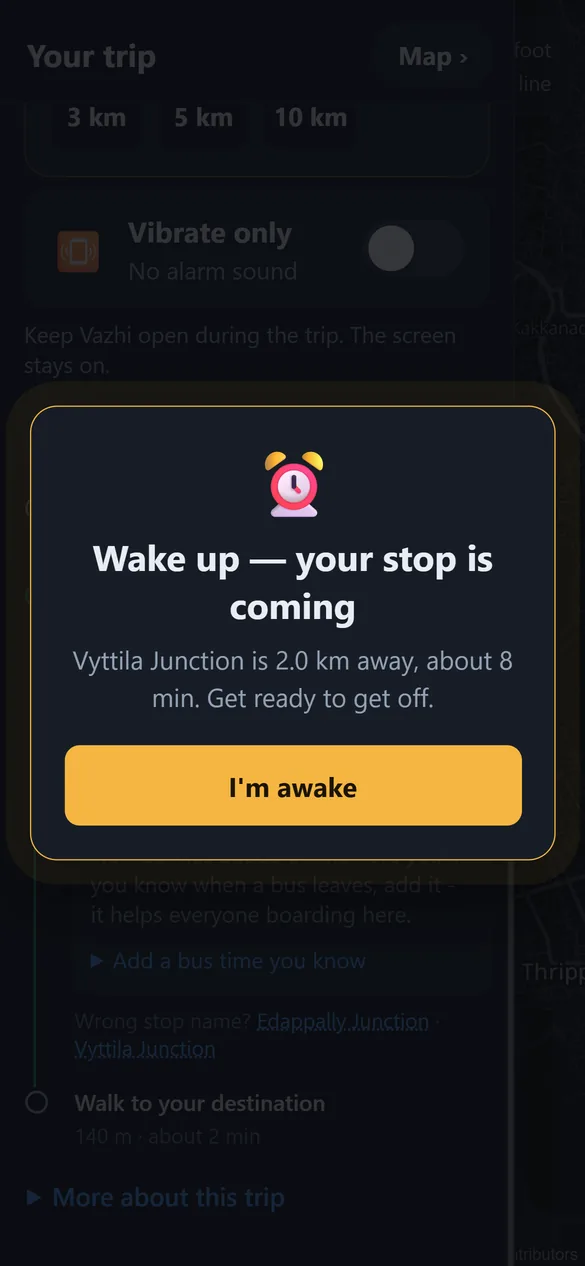 Your trip
Map ›
foot
line
3 km
5 km
10 km
Vibrate only
No alarm sound
Kakkanad
Keep Vazhi open during the trip. The screen
stays on.
Wake up — your stop is
coming
Vyttila Junction is 2.0 km away, about 8
min. Get ready to get off.
I'm awake
you know when a bus leaves, add it -
it helps everyone boarding here.
▶ Add a bus time you know
Thripp
Wrong stop name? Edappally Junction ·
Vyttila Junction
Walk to your destination
140 m · about 2 min
▶ More about this trip
tributors